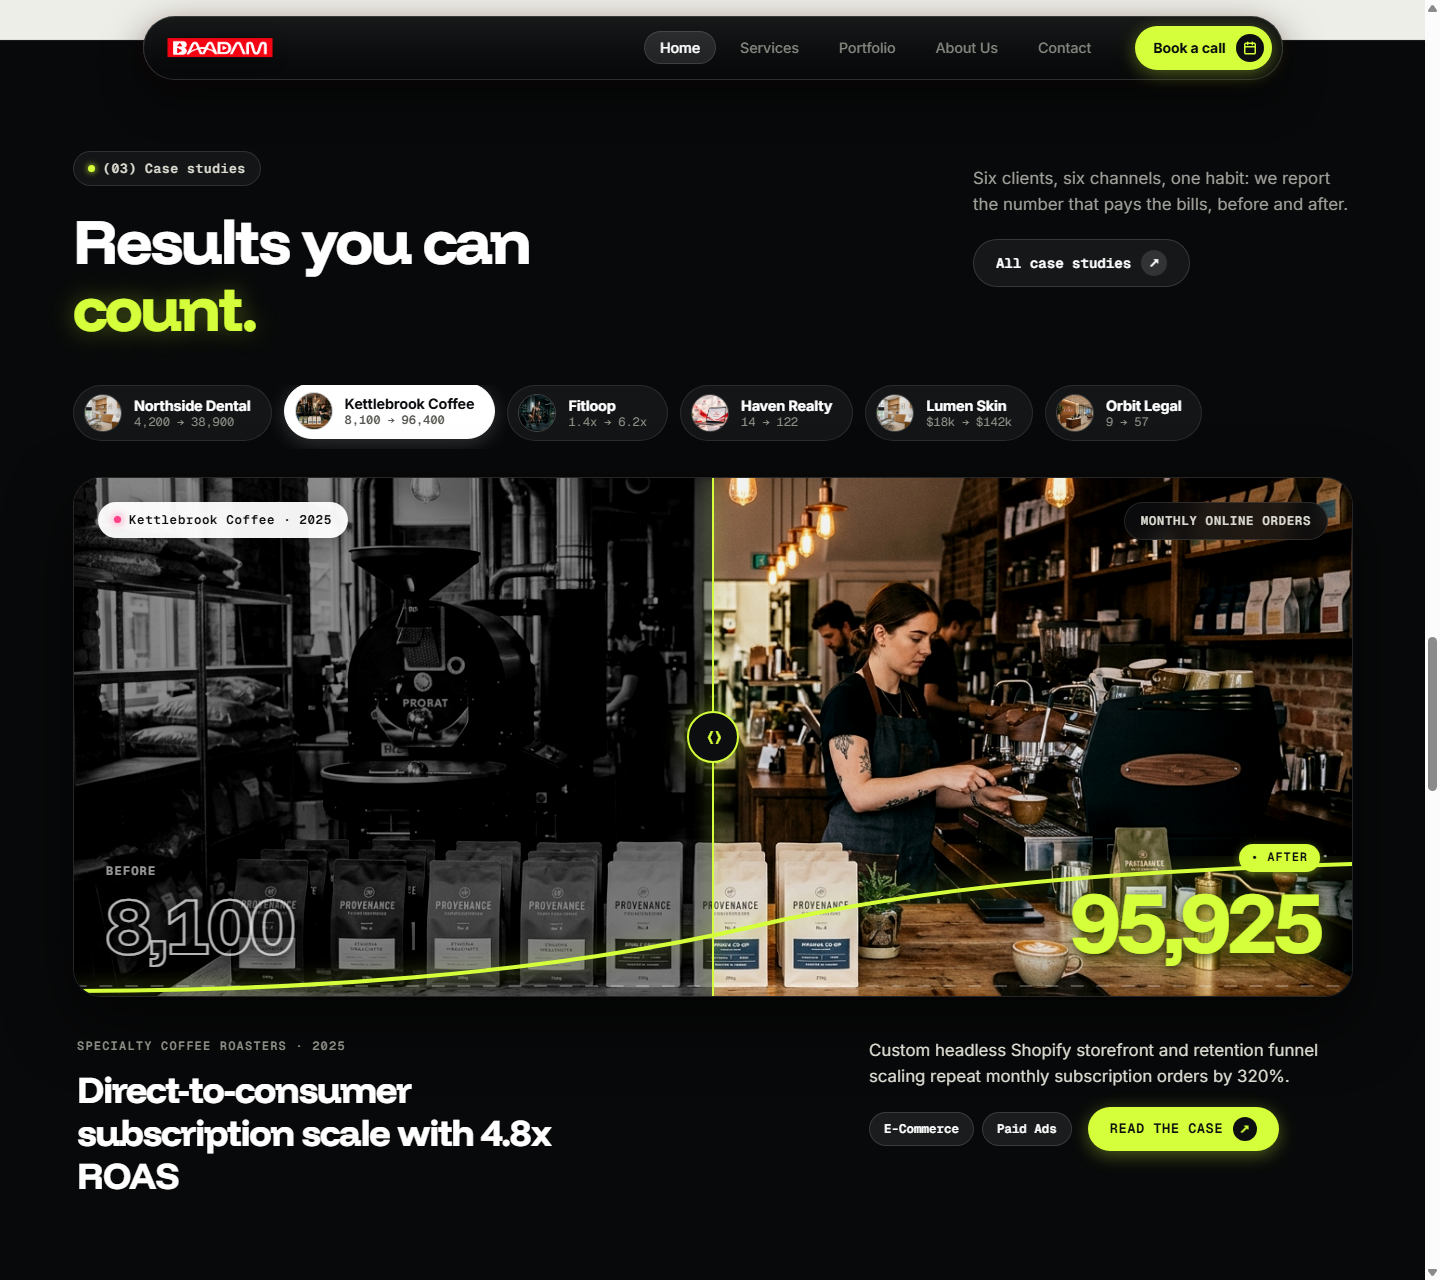 BAADAM
Home
Services
Portfolio
About Us
Contact
Book a call
(03) Case studies
Results you can
count.
Six clients, six channels, one habit: we report
the number that pays the bills, before and after.
All case studies
Northside Dental
4,200 → 38,900
Kettlebrook Coffee
8,100 → 96,400
Fitloop
1.4x → 6.2x
Haven Realty
14 → 122
Lumen Skin
$18k → $142k
Orbit Legal
9 → 57
Kettlebrook Coffee · 2025
MONTHLY ONLINE ORDERS
PRORAT
BEFORE
8,100
PROVENANCE
PROVENANCE
PROVENANCE
PROVENANCE
PROVENANCE
PROVENANCE
• AFTER
95,925
SPECIALTY COFFEE ROASTERS · 2025
Direct-to-consumer
subscription scale with 4.8x
ROAS
Custom headless Shopify storefront and retention funnel
scaling repeat monthly subscription orders by 320%.
E-Commerce
Paid Ads
READ THE CASE